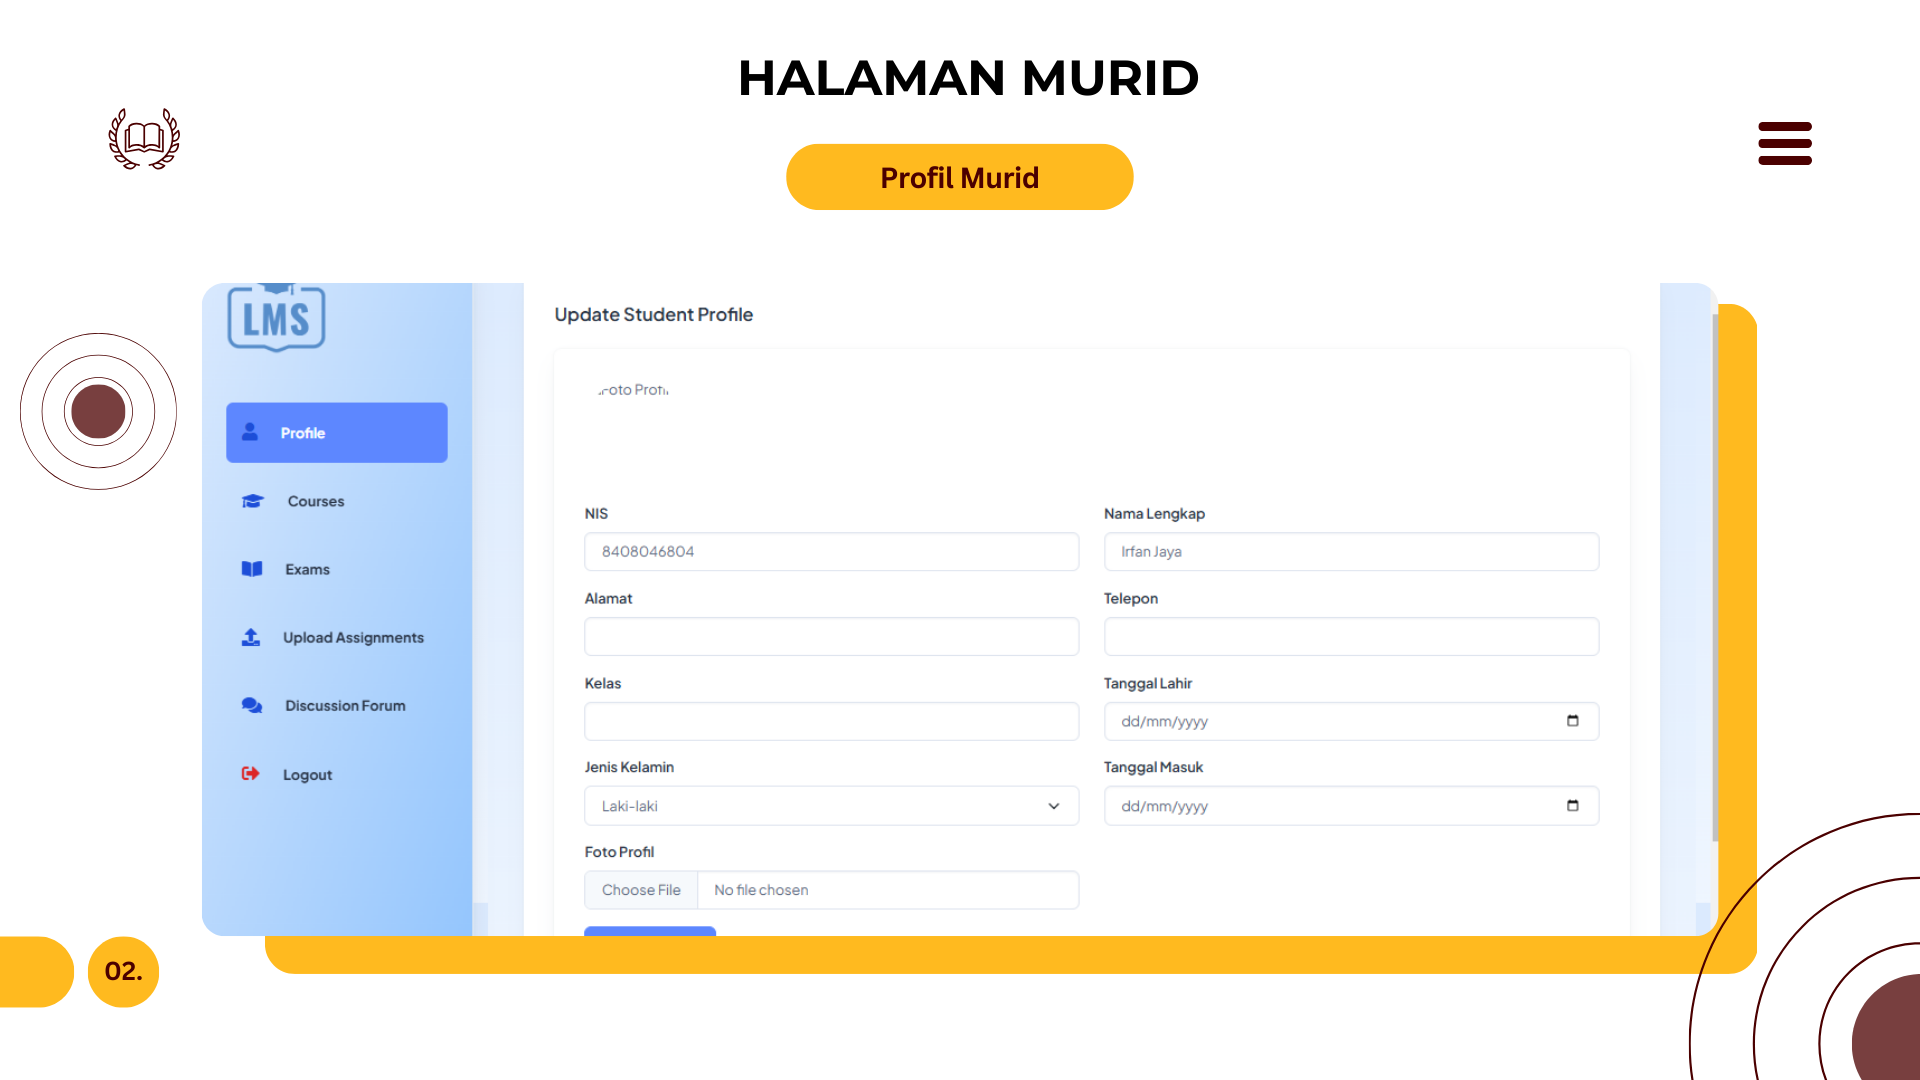 HALAMAN MURID
Profil Murid
LMS
Profile
Courses
Exams
Upload Assignments
Discussion Forum
Logout
Update Student Profile
Foto Profil
NIS
8408046804
Nama Lengkap
Irfan Jaya
Alamat
Telepon
Kelas
Tanggal Lahir
dd/mm/yyyy
Jenis Kelamin
Laki-laki
Tanggal Masuk
dd/mm/yyyy
Foto Profil
Choose File No file chosen
02.